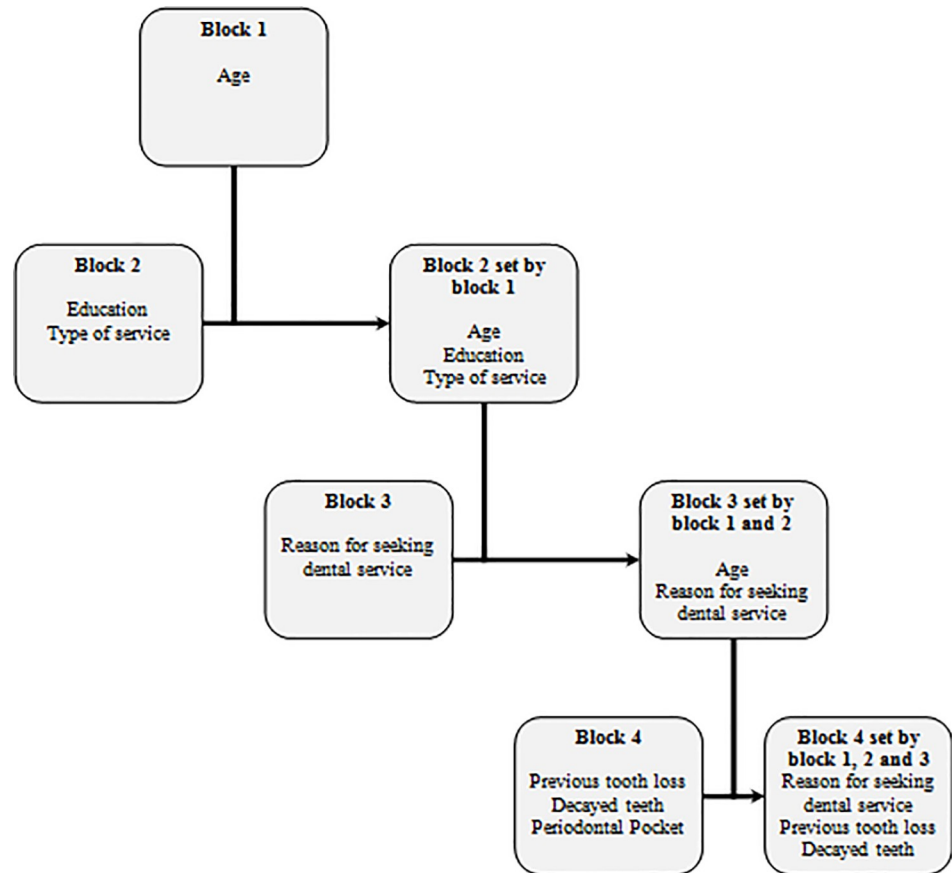 Block 1
Age
Block 2
Education
Type of service
Block 2 set by
block 1
Age
Education
Type of service
Block 3
Reason for seeking
dental service
Block 3 set by
block 1 and 2
Age
Reason for seeking
dental service
Block 4
Previous tooth loss
Decayed teeth
Periodontal Pocket
Block 4 set by
block 1, 2 and 3
Reason for seeking
dental service
Previous tooth loss
Decayed teeth